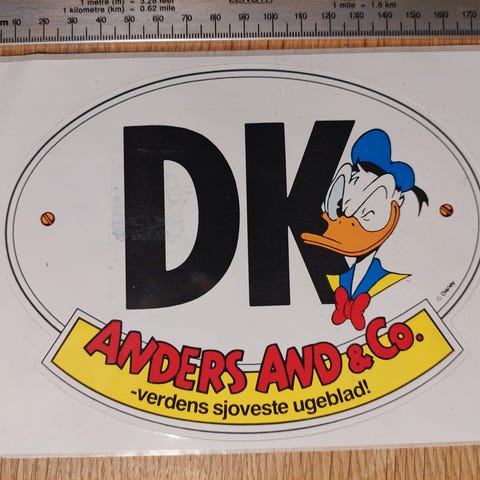 1 metre (m) = 3.28 feet
1 kilometre (km) = 0.62 mile
1 mile = 1.6 km
10 20 30 40 50 60 70 80 90 100 110 120 130 140 150 160 170
DK
© Disney
ANDERS AND & Co.
-verdens sjoveste ugeblad!